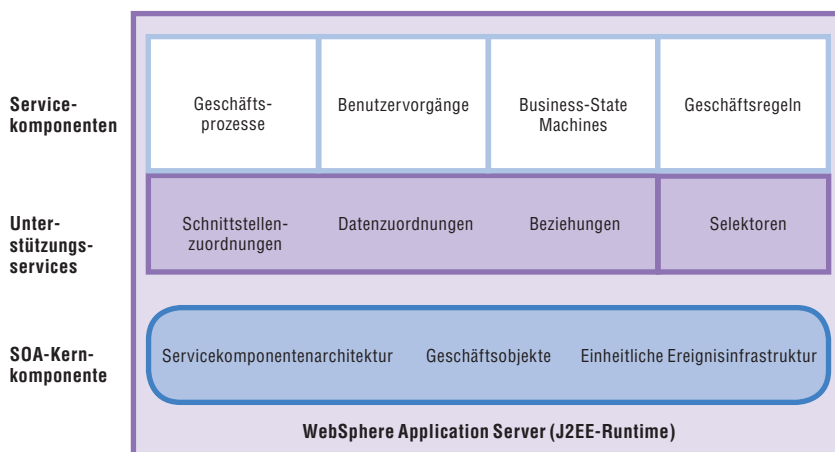 Service-
komponenten
Geschäfts-
prozesse
Benutzervorgänge
Business-State
Machines
Geschäftsregeln
Unter-
stützungs-
services
Schnittstellen-
zuordnungen
Datenzuordnungen
Beziehungen
Selektoren
SOA-Kern-
komponente
Servicekomponentenarchitektur
Geschäftsobjekte
Einheitliche Ereignisinfrastruktur
WebSphere Application Server (J2EE-Runtime)